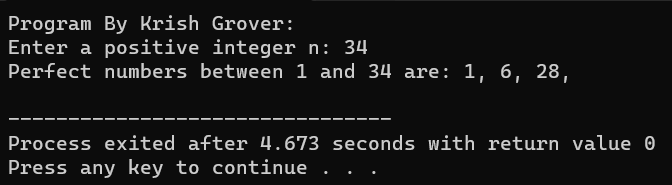 Program By Krish Grover:
Enter a positive integer n: 34
Perfect numbers between 1 and 34 are: 1, 6, 28,
--------------------------------
Process exited after 4.673 seconds with return value 0
Press any key to continue . . .